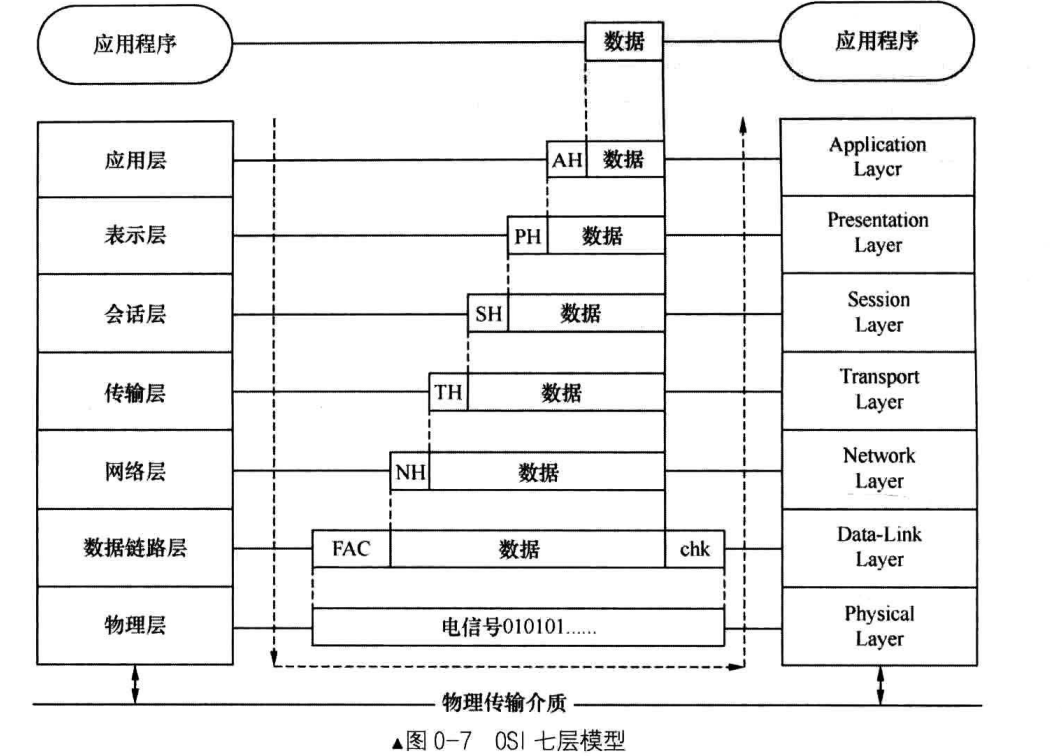 应用程序 数据 应用程序
应用层 AH 数据 Application
Laycr
表示层 PH 数据 Presentation
Layer
会话层 SH 数据 Session
Layer
传输层 TH 数据 Transport
Layer
网络层 NH 数据 Network
Layer
数据链路层 FAC 数据 chk Data-Link
Layer
物理层 电信号010101...... Physical
Layer
物理传输介质
▲图 0-7 OSI 七层模型